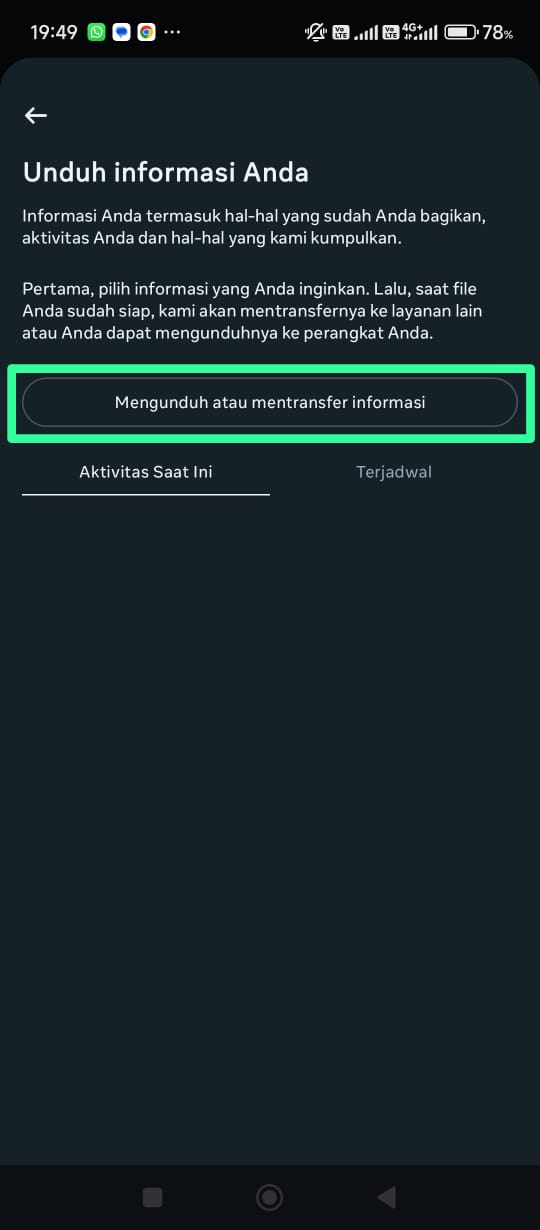 19:49
Vo LTE Vo LTE 4G+ 78%
Unduh informasi Anda
Informasi Anda termasuk hal-hal yang sudah Anda bagikan,
aktivitas Anda dan hal-hal yang kami kumpulkan.
Pertama, pilih informasi yang Anda inginkan. Lalu, saat file
Anda sudah siap, kami akan mentransfernya ke layanan lain
atau Anda dapat mengunduhnya ke perangkat Anda.
Mengunduh atau mentransfer informasi
Aktivitas Saat Ini
Terjadwal